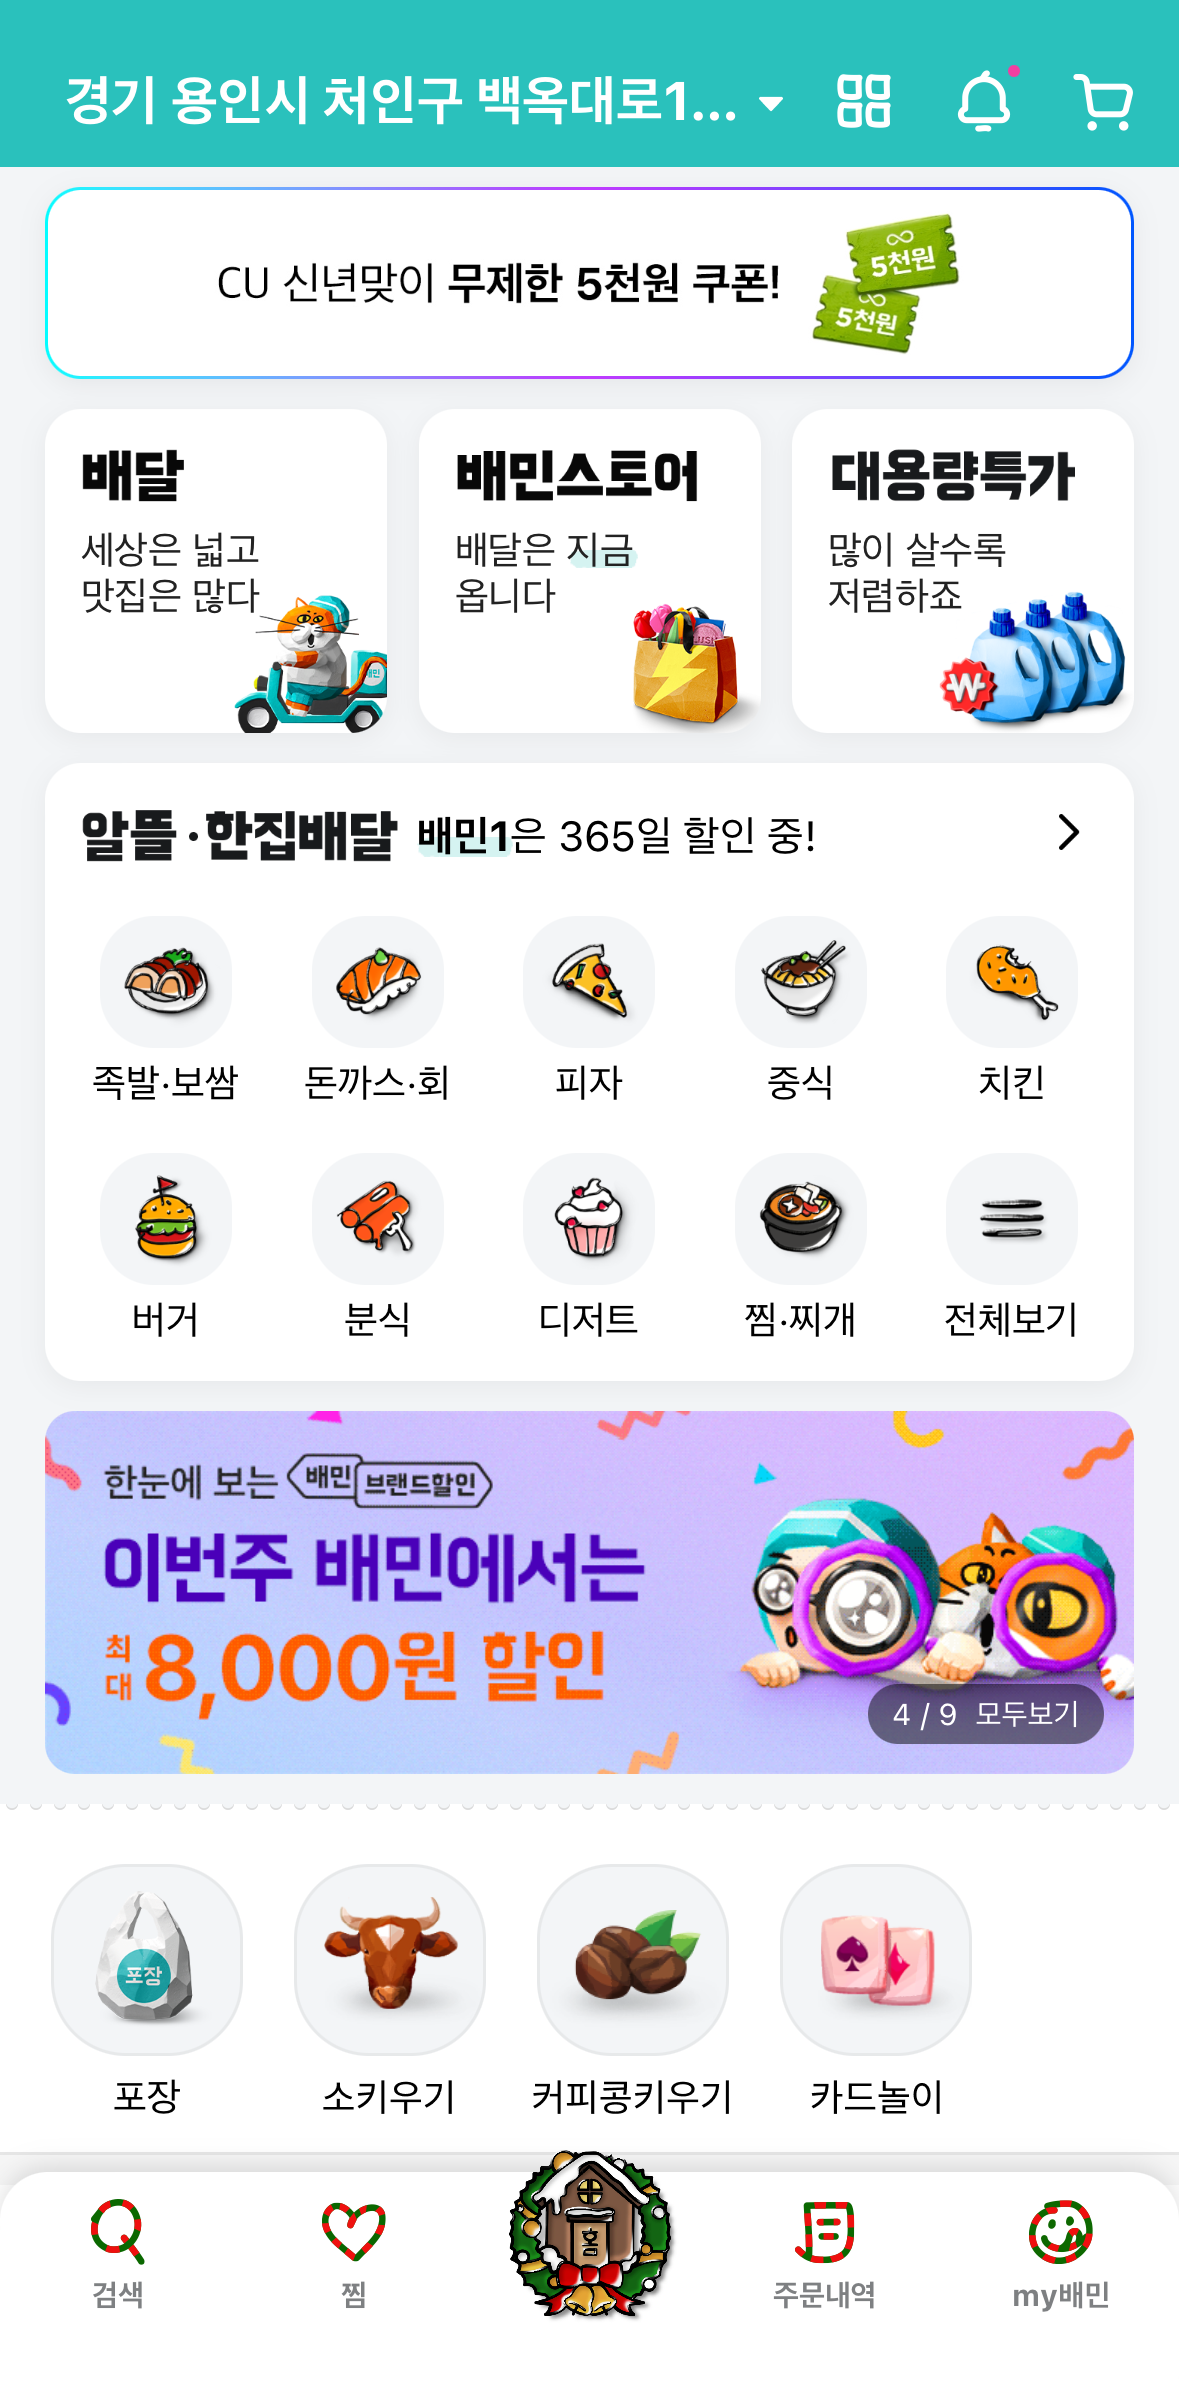 경기 용인시 처인구 백옥대로1...
CU 신년맞이 무제한 5천원 쿠폰!
5천원
5천원
배달
세상은 넓고
맛집은 많다
배민
배민스토어
배달은 지금
옵니다
대용량특가
많이 살수록
저렴하죠
₩
알뜰·한집배달 배민1은 365일 할인 중!
족발·보쌈
돈까스·회
피자
중식
치킨
버거
분식
디저트
찜·찌개
전체보기
한눈에 보는 배민 브랜드할인
이번주 배민에서는
최대 8,000원 할인
4 / 9 모두보기
포장
포장
소키우기
커피콩키우기
카드놀이
홈
검색
찜
주문내역
my배민